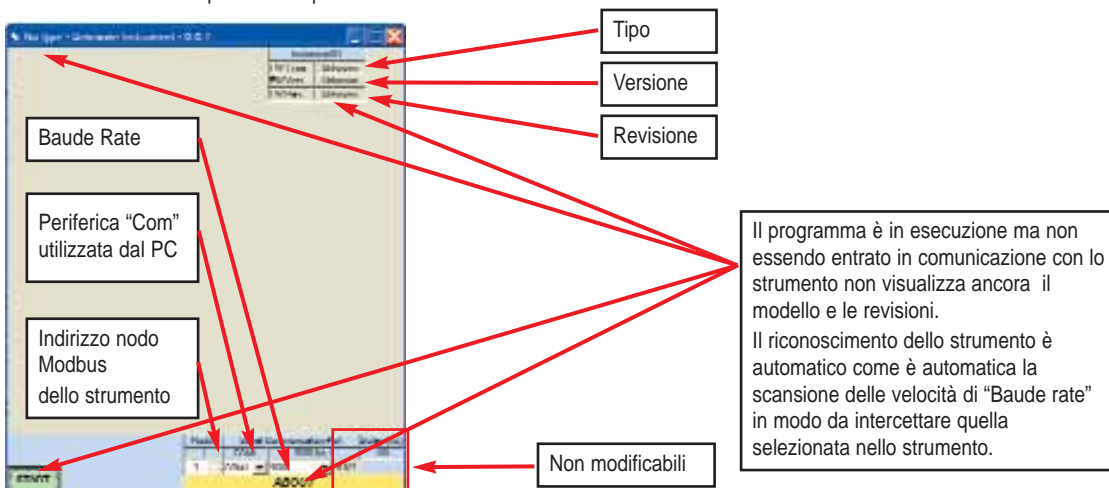 Tipo
Versione
Revisione
Baude Rate
Periferica “Com”
utilizzata dal PC
Indirizzo nodo
Modbus
dello strumento
Il programma è in esecuzione ma non
essendo entrato in comunicazione con lo
strumento non visualizza ancora il
modello e le revisioni.
Il riconoscimento dello strumento è
automatico come è automatica la
scansione delle velocità di “Baude rate”
in modo da intercettare quella
selezionata nello strumento.
Non modificabili
START
ABOUT